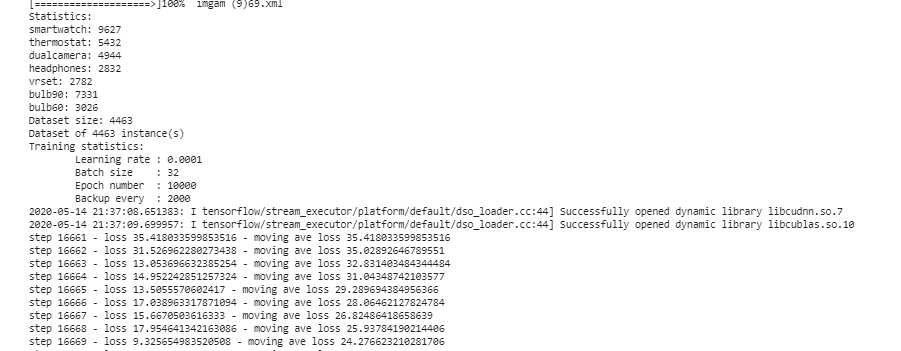 [====================>]100%  imgam (9)69.xml
Statistics:
smartwatch: 9627
thermostat: 5432
dualcamera: 4944
headphones: 2832
vrset: 2782
bulb90: 7331
bulb60: 3026
Dataset size: 4463
Dataset of 4463 instance(s)
Training statistics:
Learning rate : 0.0001
Batch size    : 32
Epoch number  : 10000
Backup every  : 2000
2020-05-14 21:37:08.651383: I tensorflow/stream_executor/platform/default/dso_loader.cc:44] Successfully opened dynamic library libcudnn.so.7
2020-05-14 21:37:09.699957: I tensorflow/stream_executor/platform/default/dso_loader.cc:44] Successfully opened dynamic library libcublas.so.10
step 16661 - loss 35.418033599853516 - moving ave loss 35.418033599853516
step 16662 - loss 31.526962280273438 - moving ave loss 35.02892646789551
step 16663 - loss 13.053696632385254 - moving ave loss 32.831403484344484
step 16664 - loss 14.952242851257324 - moving ave loss 31.04348742103577
step 16665 - loss 13.5055570602417 - moving ave loss 29.289694384956366
step 16666 - loss 17.038963317871094 - moving ave loss 28.06462127824784
step 16667 - loss 15.6670503616333 - moving ave loss 26.82486418658639
step 16668 - loss 17.954641342163086 - moving ave loss 25.93784190214406
step 16669 - loss 9.325654983520508 - moving ave loss 24.276623210281706